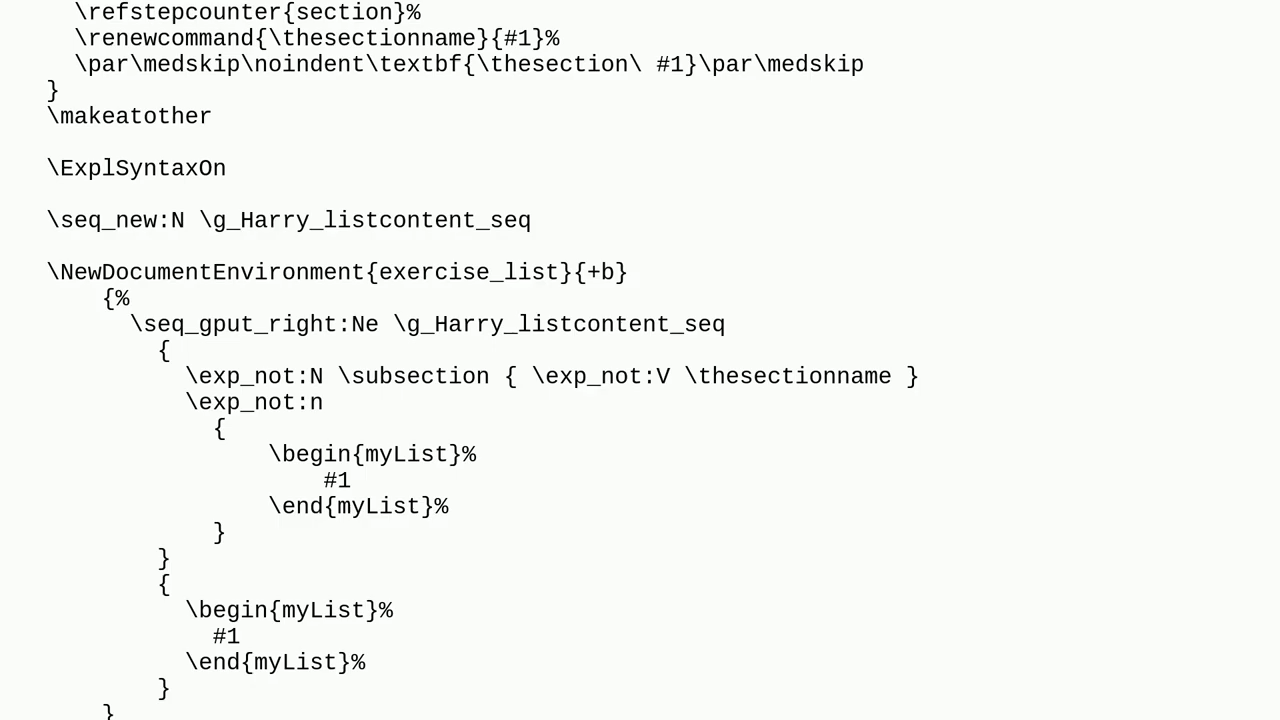 \refstepcounter{section}%
\renewcommand{\thesectionname}{#1}%
\par\medskip\noindent\textbf{\thesection\ #1}\par\medskip
}
\makeatother
\ExplSyntaxOn
\seq_new:N \g_Harry_listcontent_seq
\NewDocumentEnvironment{exercise_list}{+b}
{%
\seq_gput_right:Ne \g_Harry_listcontent_seq
{
\exp_not:N \subsection { \exp_not:V \thesectionname }
\exp_not:n
{
\begin{myList}%
#1
\end{myList}%
}
}
{
\begin{myList}%
#1
\end{myList}%
}
}